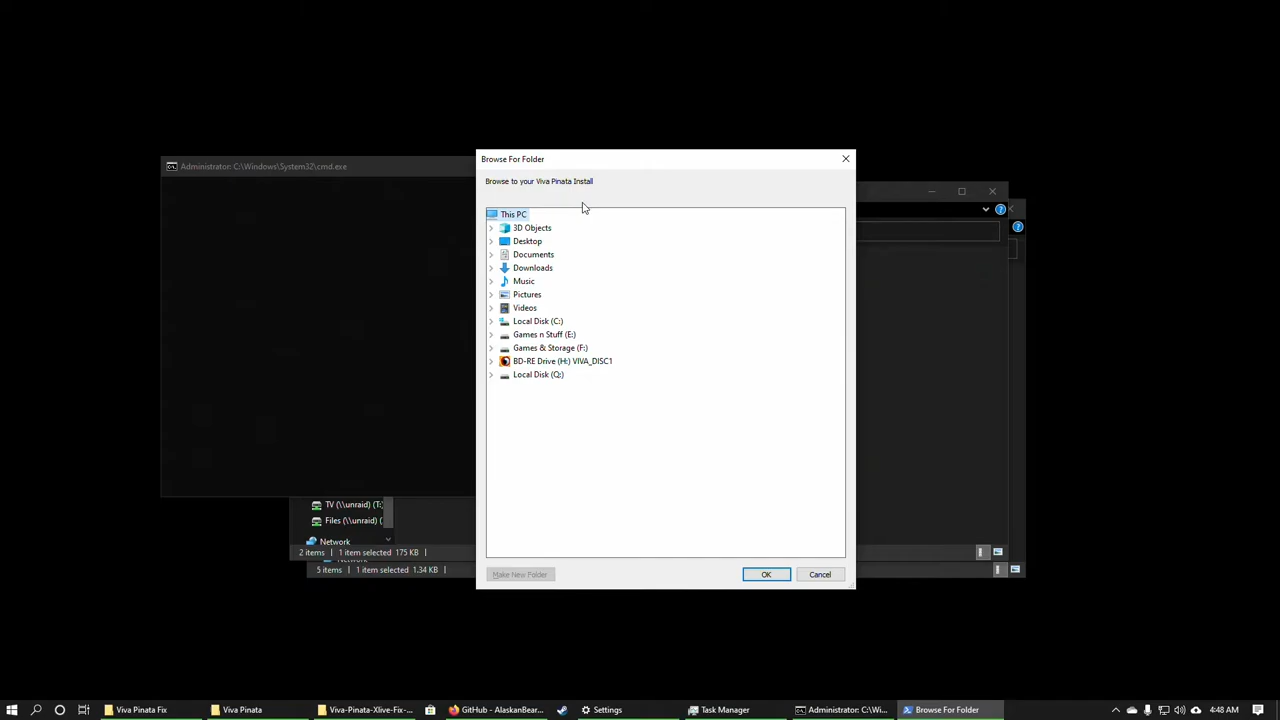 Browse For Folder
Administrator: C:\Windows\System32\cmd.exe
Browse to your Viva Pinata Install
This PC
3D Objects
Desktop
Documents
Downloads
Music
Pictures
Videos
Local Disk (C:)
Games n Stuff (E:)
Games & Storage (F:)
BD-RE Drive (H:) VIVA_DISC1
Local Disk (Q:)
TV (\\unraid) (T:)
Files (\\unraid) (
Network
2 items 1 item selected 175 KB
5 items 1 item selected 1.34 KB
Make New Folder OK Cancel
Viva Pinata Fix Viva Pinata Viva-Pinata-Xlive-Fix-... GitHub - AlaskanBear... Settings Task Manager Administrator: C:\Wi... Browse For Folder 4:48 AM